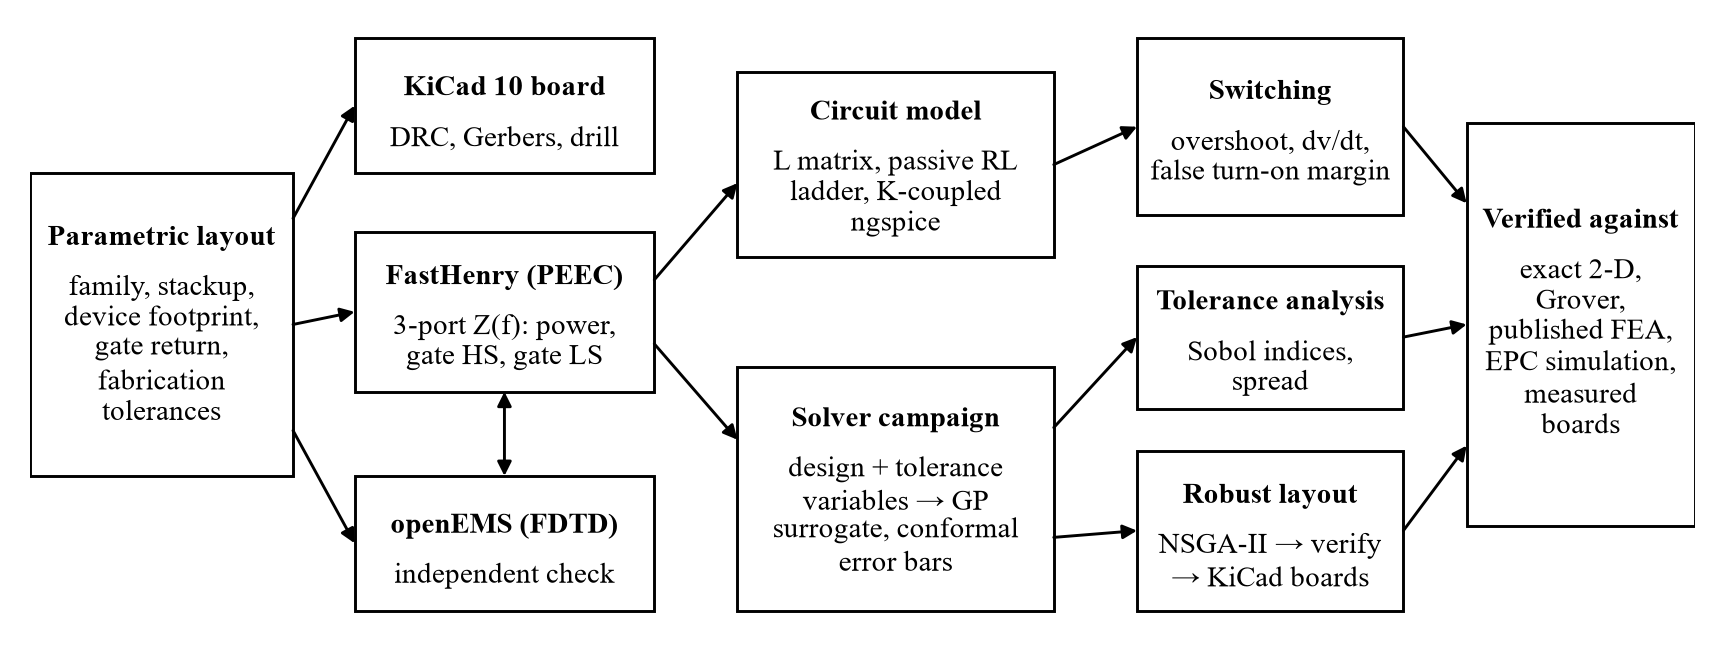 Parametric layout
family, stackup,
device footprint,
gate return,
fabrication
tolerances
KiCad 10 board
DRC, Gerbers, drill
FastHenry (PEEC)
3-port Z(f): power,
gate HS, gate LS
openEMS (FDTD)
independent check
Circuit model
L matrix, passive RL
ladder, K-coupled
ngspice
Solver campaign
design + tolerance
variables → GP
surrogate, conformal
error bars
Switching
overshoot, dv/dt,
false turn-on margin
Tolerance analysis
Sobol indices,
spread
Robust layout
NSGA-II → verify
→ KiCad boards
Verified against
exact 2-D,
Grover,
published FEA,
EPC simulation,
measured
boards